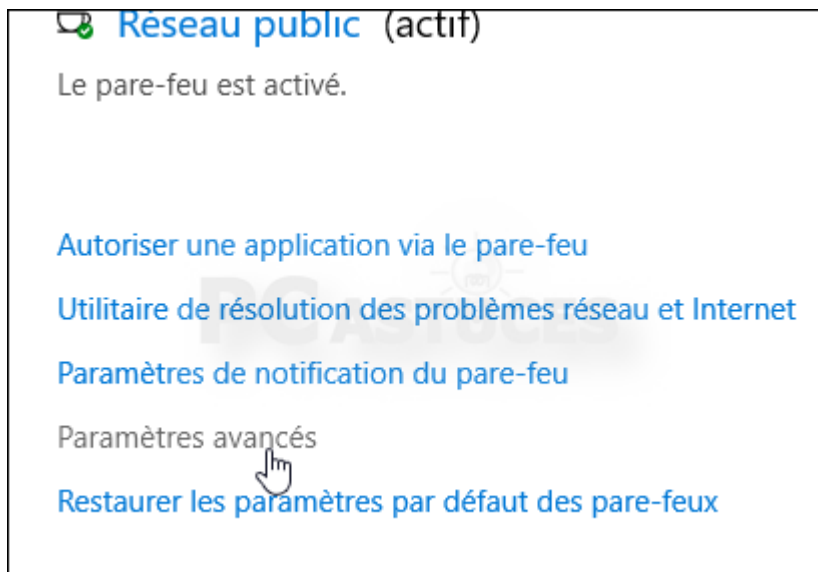 Réseau public (actif)
Le pare-feu est activé.
Autoriser une application via le pare-feu
PC ASTUCES
Utilitaire de résolution des problèmes réseau et Internet
Paramètres de notification du pare-feu
Paramètres avancés
Restaurer les paramètres par défaut des pare-feux